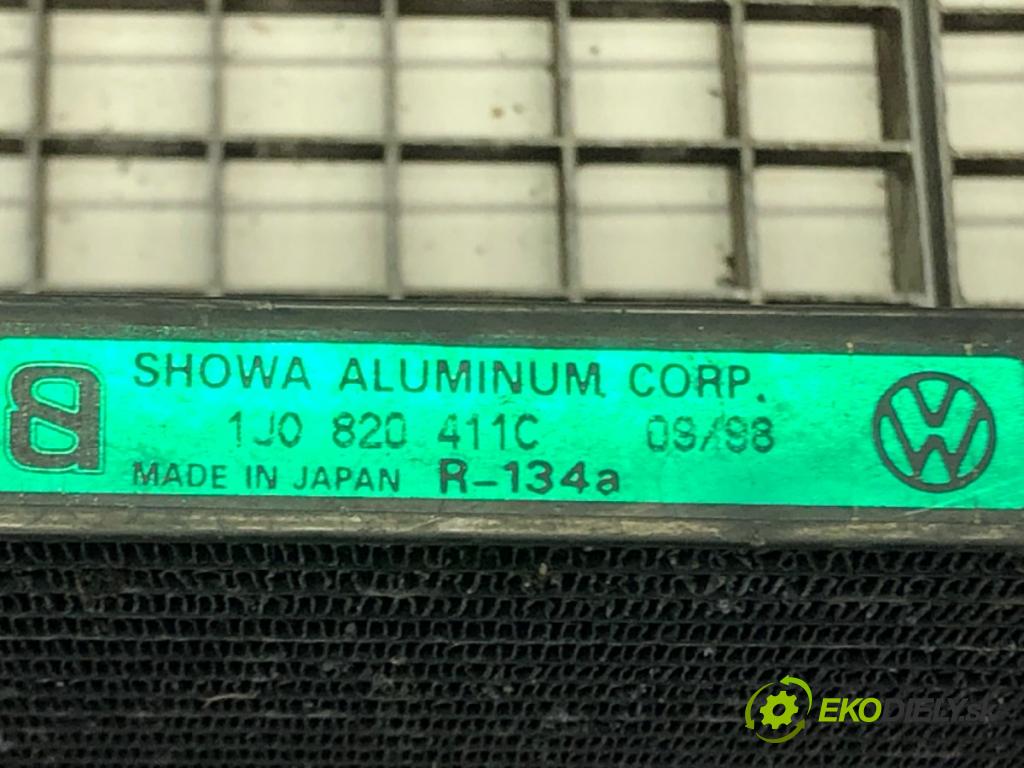 SHOWA ALUMINUM CORP.
1J0 820 411C 09/98
MADE IN JAPAN R-134a
EKODIELY.sk